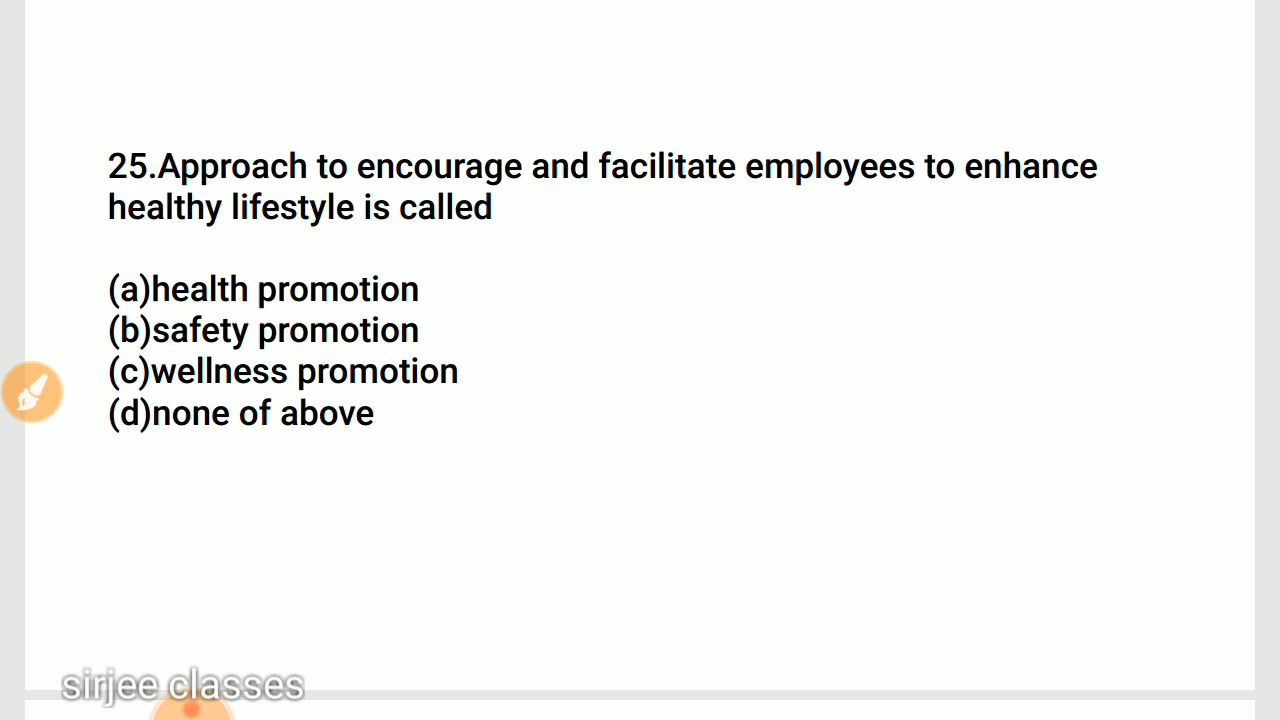 25.Approach to encourage and facilitate employees to enhance
healthy lifestyle is called
(a)health promotion
(b)safety promotion
(c)wellness promotion
(d)none of above
sirjee classes